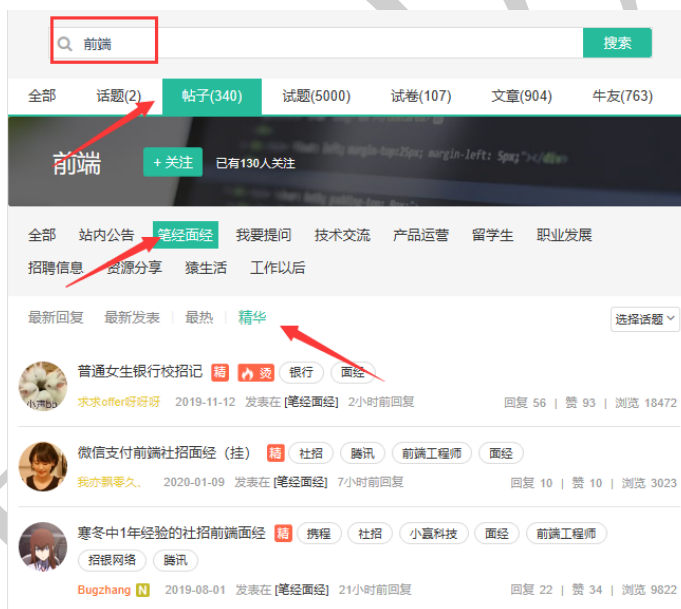 前端 搜索
全部 话题(2) 帖子(340) 试题(5000) 试卷(107) 文章(904) 牛友(763)
前端 +关注 已有130人关注
全部 站内公告 笔经面经 我要提问 技术交流 产品运营 留学生 职业发展
招聘信息 资源分享 猿生活 工作以后
最新回复 最新发表 最热 精华 选择话题
普通女生银行校招记 精 烫 银行 面经
求求offer呀呀呀 2019-11-12 发表在 [笔经面经] 2小时前回复 回复 56 | 赞 93 | 浏览 18472
微信支付前端社招面经（挂） 精 社招 腾讯 前端工程师 面经
我亦飘零久、 2020-01-09 发表在 [笔经面经] 7小时前回复 回复 10 | 赞 10 | 浏览 3023
寒冬中1年经验的社招前端面经 精 携程 社招 小赢科技 面经 前端工程师
招银网络 腾讯
Bugzhang N 2019-08-01 发表在 [笔经面经] 21小时前回复 回复 22 | 赞 34 | 浏览 9822